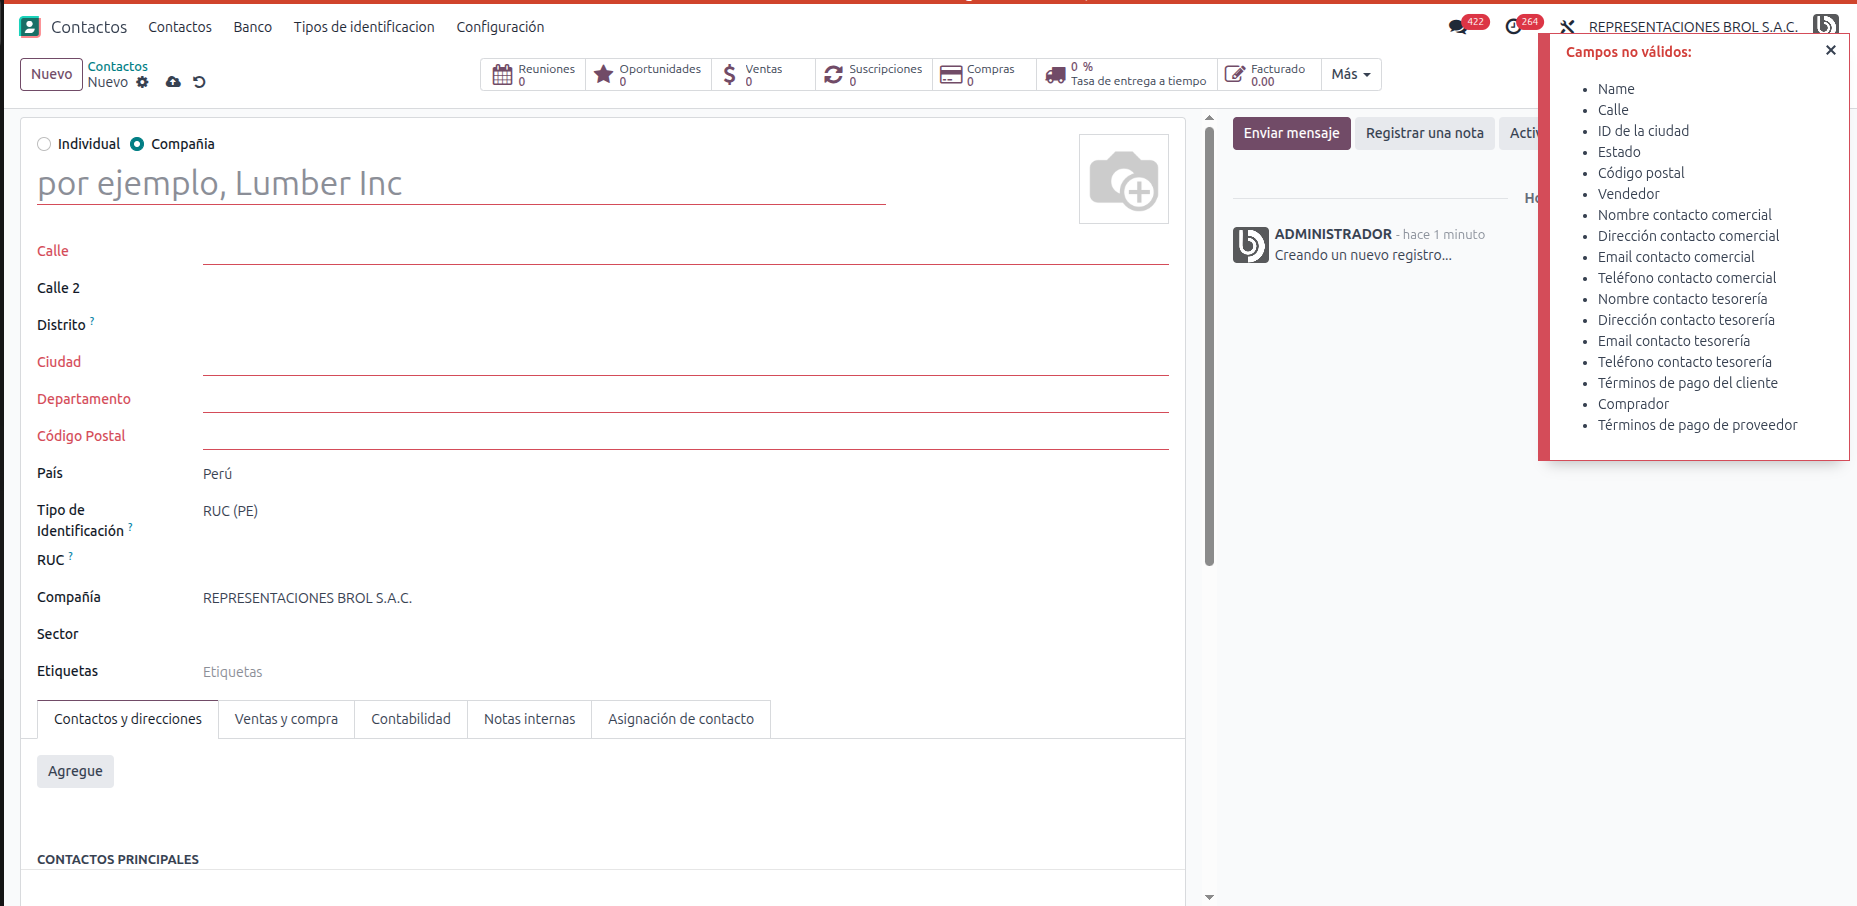 Contactos
Contactos
Banco
Tipos de identificacion
Configuración
422
264
REPRESENTACIONES BROL S.A.C.
Nuevo
Contactos
Nuevo
Reuniones
0
Oportunidades
0
Ventas
0
Suscripciones
0
Compras
0
0 %
Tasa de entrega a tiempo
Facturado
0.00
Más
Campos no válidos:
Name
Calle
ID de la ciudad
Estado
Código postal
Vendedor
Nombre contacto comercial
Dirección contacto comercial
Email contacto comercial
Teléfono contacto comercial
Nombre contacto tesorería
Dirección contacto tesorería
Email contacto tesorería
Teléfono contacto tesorería
Términos de pago del cliente
Comprador
Términos de pago de proveedor
Individual
Compañia
por ejemplo, Lumber Inc
Calle
Calle 2
Distrito ?
Ciudad
Departamento
Código Postal
País
Perú
Tipo de
Identificación ?
RUC (PE)
RUC ?
Compañía
REPRESENTACIONES BROL S.A.C.
Sector
Etiquetas
Etiquetas
Contactos y direcciones
Ventas y compra
Contabilidad
Notas internas
Asignación de contacto
Agregue
CONTACTOS PRINCIPALES
Enviar mensaje
Registrar una nota
Acti
Ho
ADMINISTRADOR - hace 1 minuto
Creando un nuevo registro...